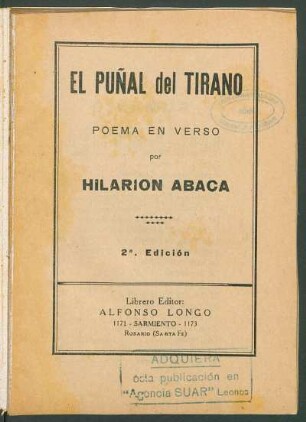 EL PUÑAL del TIRANO
POEMA EN VERSO
por
HILARION ABACA
2ª. Edición
Librero Editor:
ALFONSO LONGO
1171 - SARMIENTO - 1173
ROSARIO (SANTA FE)
ADQUIERA
esta publicación en
"Agencia SUAR" Leones